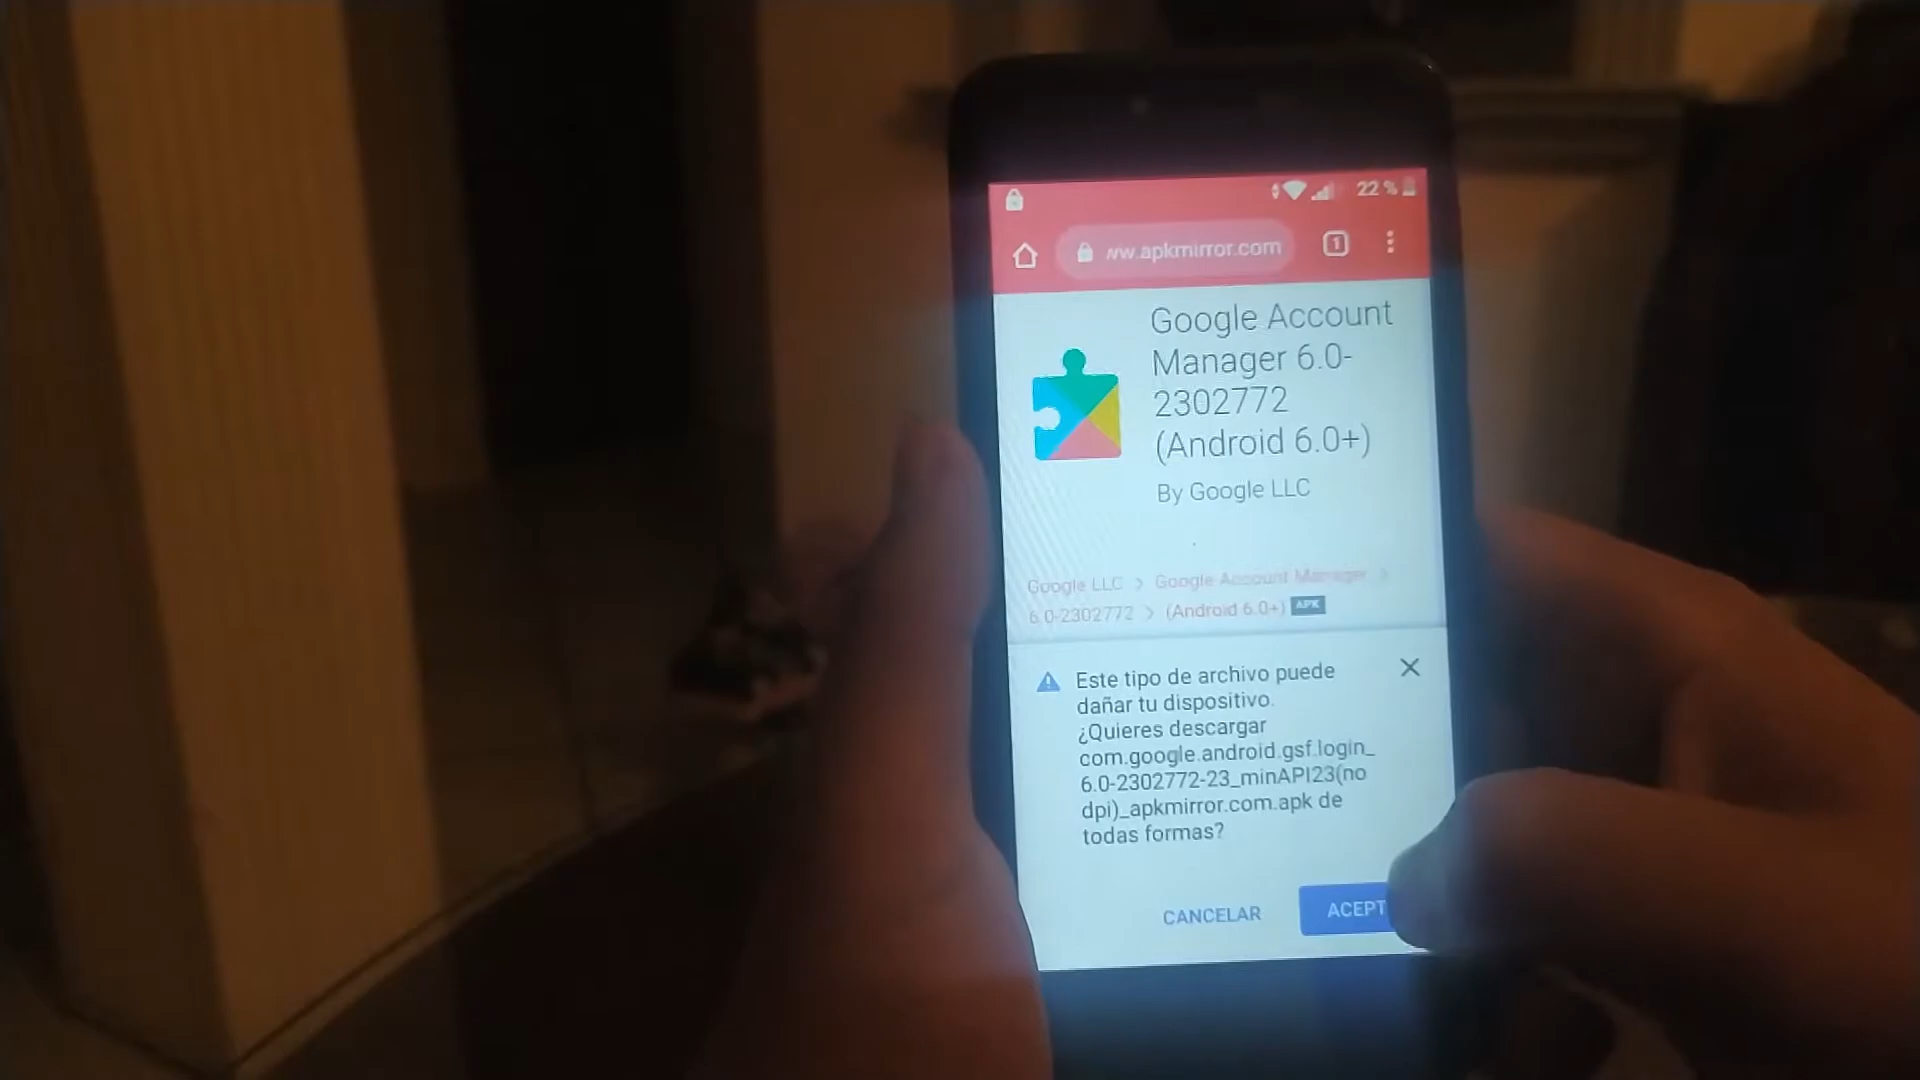 22 %
ww.apkmirror.com
1
Google Account
Manager 6.0-
2302772
(Android 6.0+)
By Google LLC
Google LLC > Google Account Manager >
6.0-2302772 > (Android 6.0+) APK
Este tipo de archivo puede
dañar tu dispositivo.
¿Quieres descargar
com.google.android.gsf.login_
6.0-2302772-23_minAPI23(no
dpi)_apkmirror.com.apk de
todas formas?
CANCELAR
ACEPT